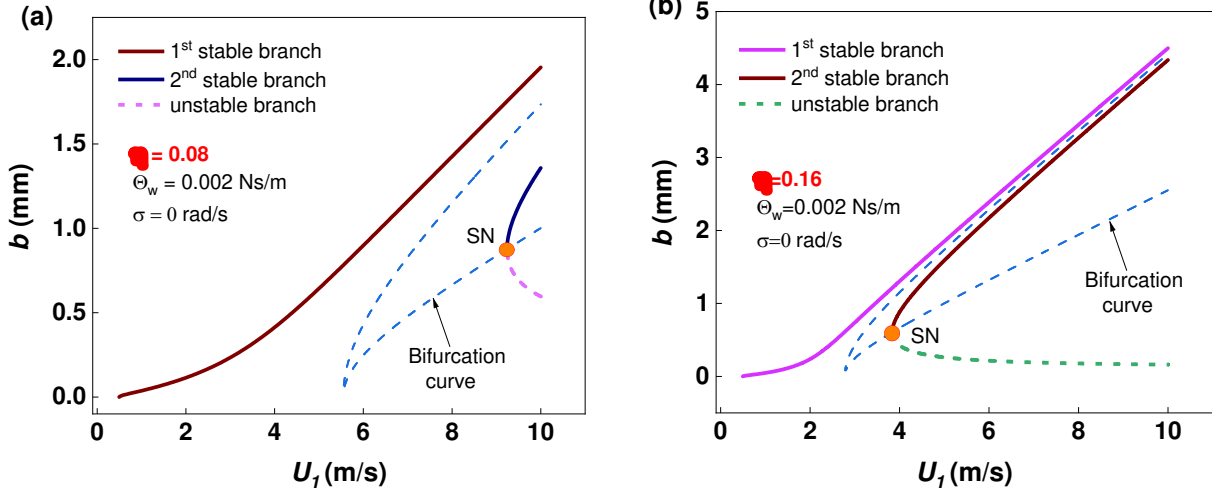 (a)
1st stable branch
2nd stable branch
unstable branch
= 0.08
Θw = 0.002 Ns/m
σ = 0 rad/s
SN
Bifurcation
curve
b (mm)
2.0
1.5
1.0
0.5
0.0
0 2 4 6 8 10
U1 (m/s)
(b)
1st stable branch
2nd stable branch
unstable branch
=0.16
Θw=0.002 Ns/m
σ=0 rad/s
SN
Bifurcation
curve
b (mm)
5
4
3
2
1
0
0 2 4 6 8 10
U1 (m/s)